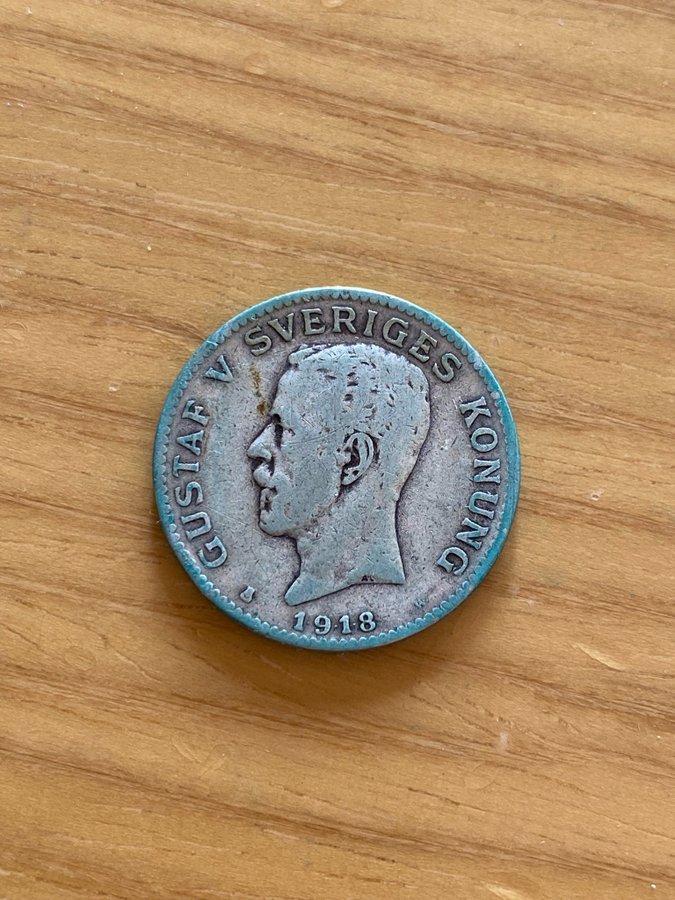 GUSTAF V SVERIGES KONUNG
1918
W